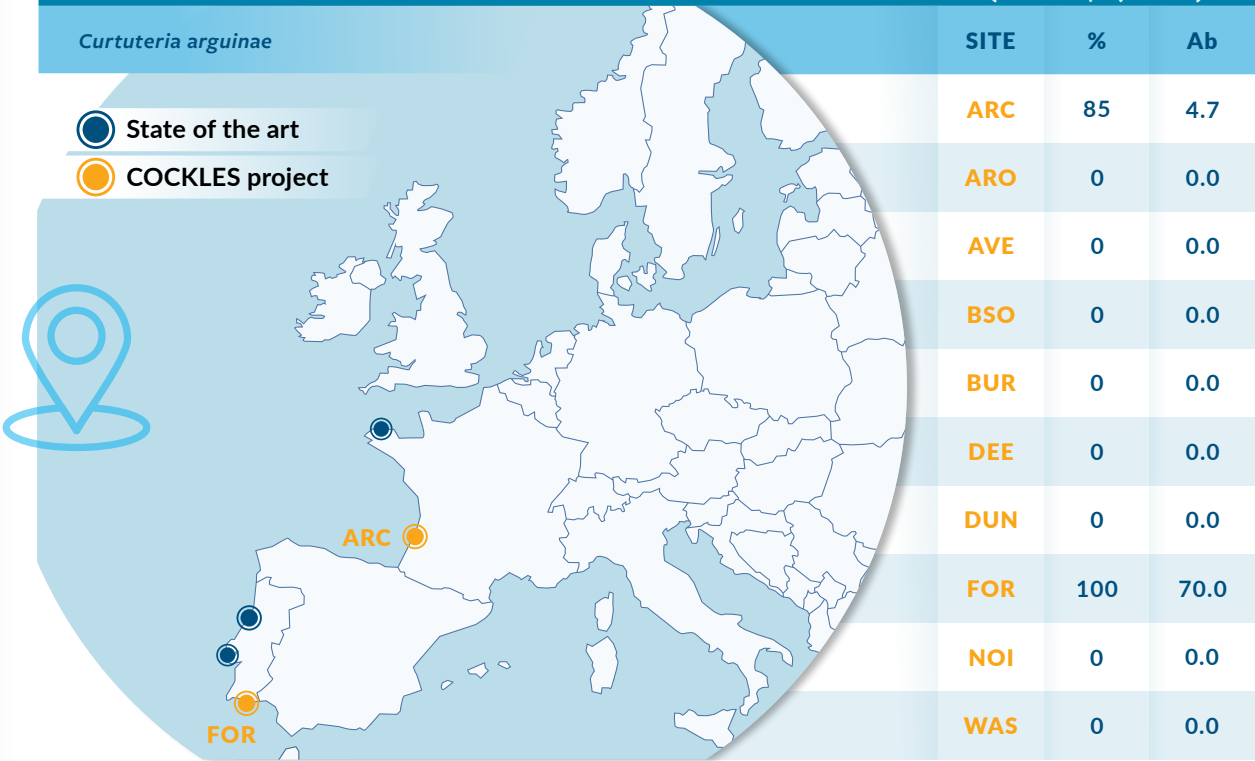 Curtuteria arguinae
SITE % Ab
State of the art
COCKLES project
ARC
FOR
ARC 85 4.7
ARO 0 0.0
AVE 0 0.0
BSO 0 0.0
BUR 0 0.0
DEE 0 0.0
DUN 0 0.0
FOR 100 70.0
NOI 0 0.0
WAS 0 0.0